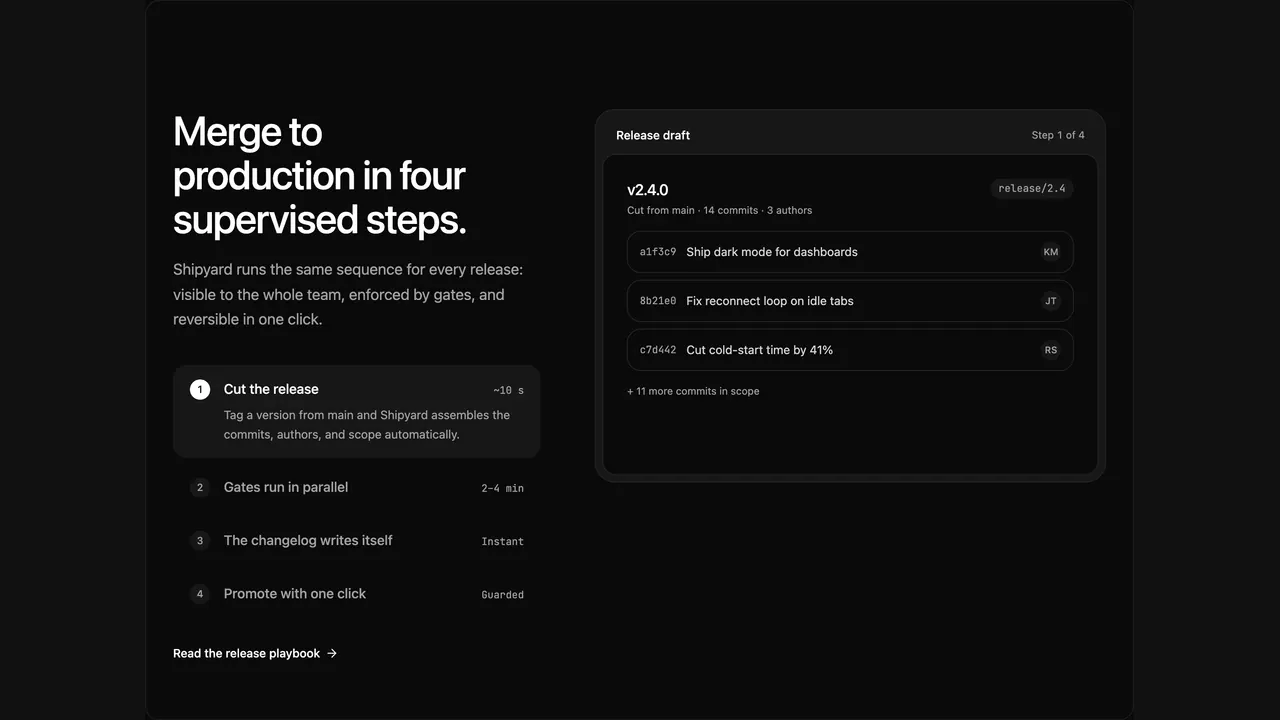 Merge to
production in four
supervised steps.
Shipyard runs the same sequence for every release:
visible to the whole team, enforced by gates, and
reversible in one click.
1 Cut the release ~10 s
Tag a version from main and Shipyard assembles the
commits, authors, and scope automatically.
2 Gates run in parallel 2–4 min
3 The changelog writes itself Instant
4 Promote with one click Guarded
Read the release playbook →
Release draft Step 1 of 4
v2.4.0 release/2.4
Cut from main · 14 commits · 3 authors
a1f3c9 Ship dark mode for dashboards KM
8b21e0 Fix reconnect loop on idle tabs JT
c7d442 Cut cold-start time by 41% RS
+ 11 more commits in scope